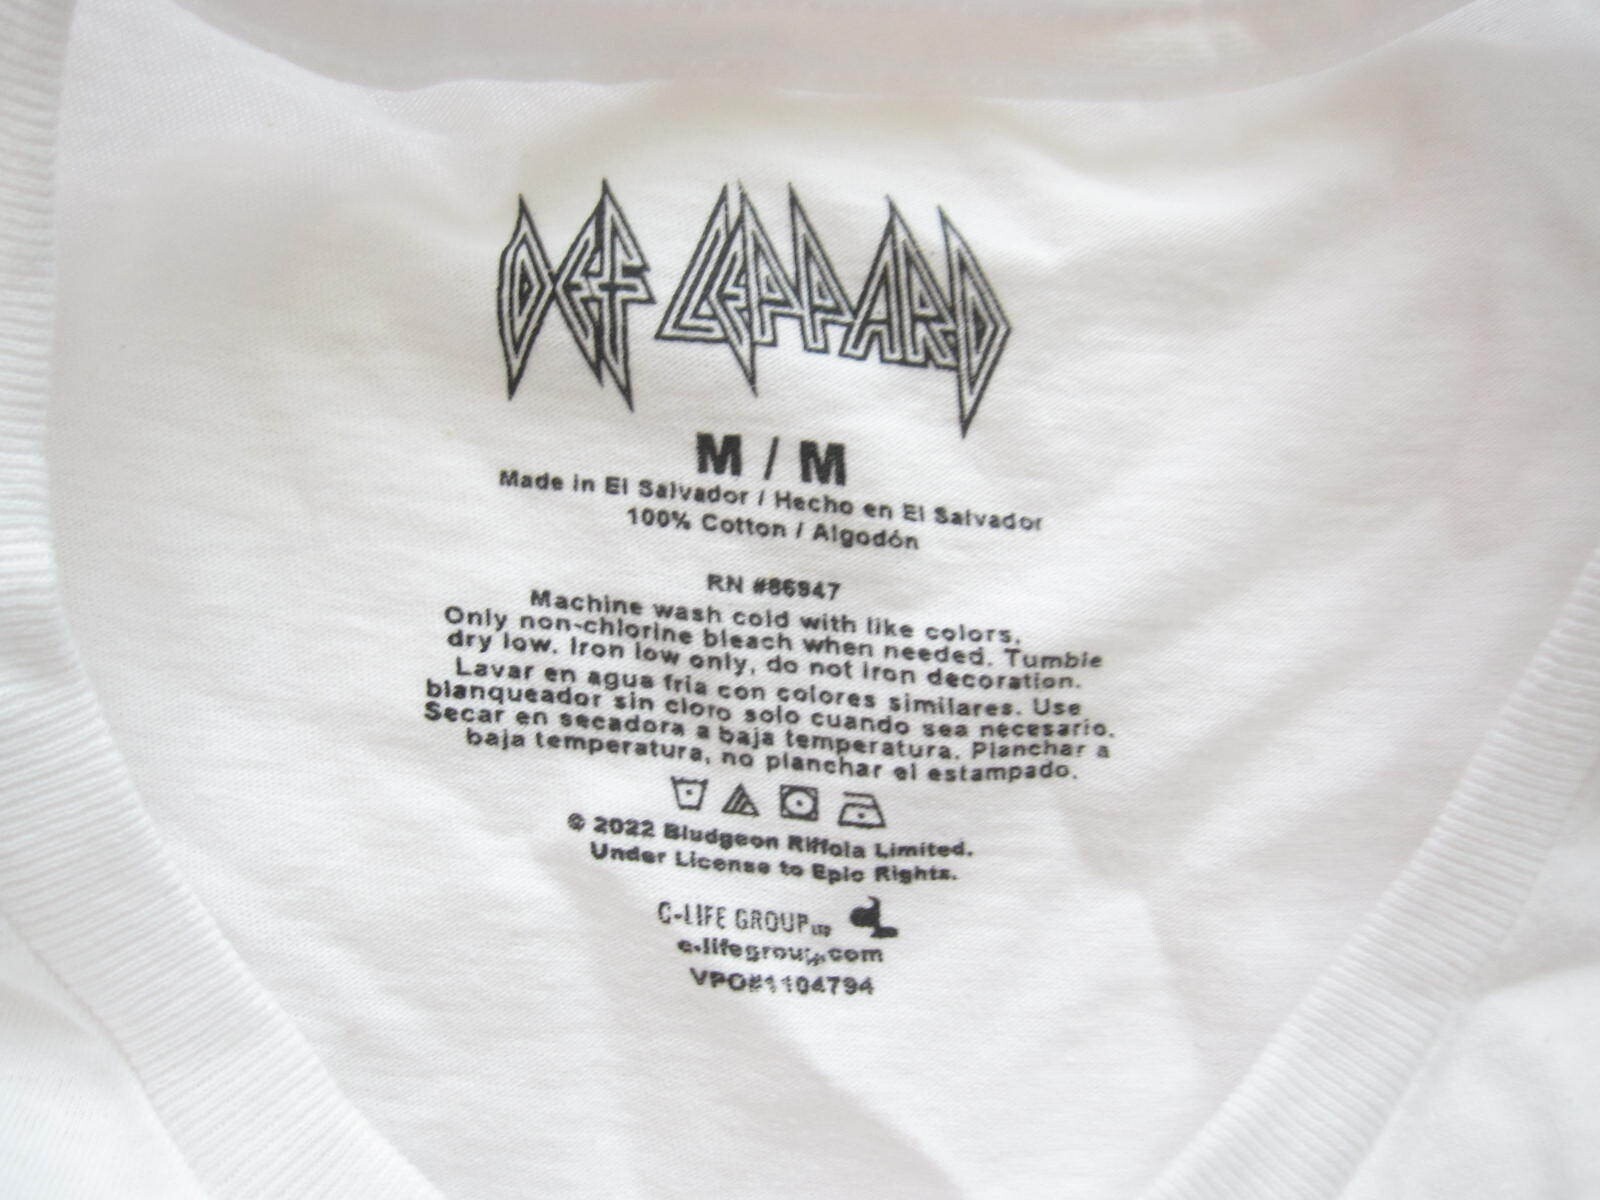 DEF LEPPARD
M / M
Made in El Salvador / Hecho en El Salvador
100% Cotton / Algodón
RN #86947
Machine wash cold with like colors.
Only non-chlorine bleach when needed. Tumble
dry low. Iron low only, do not iron decoration.
Lavar en agua fria con colores similares. Use
blanqueador sin cloro solo cuando sea necesario.
Secar en secadora a baja temperatura. Planchar a
baja temperatura, no planchar el estampado.
© 2022 Bludgeon Riffola Limited.
Under License to Epic Rights.
C-LIFE GROUP LTD
c-lifegroup.com
VPO#1104794